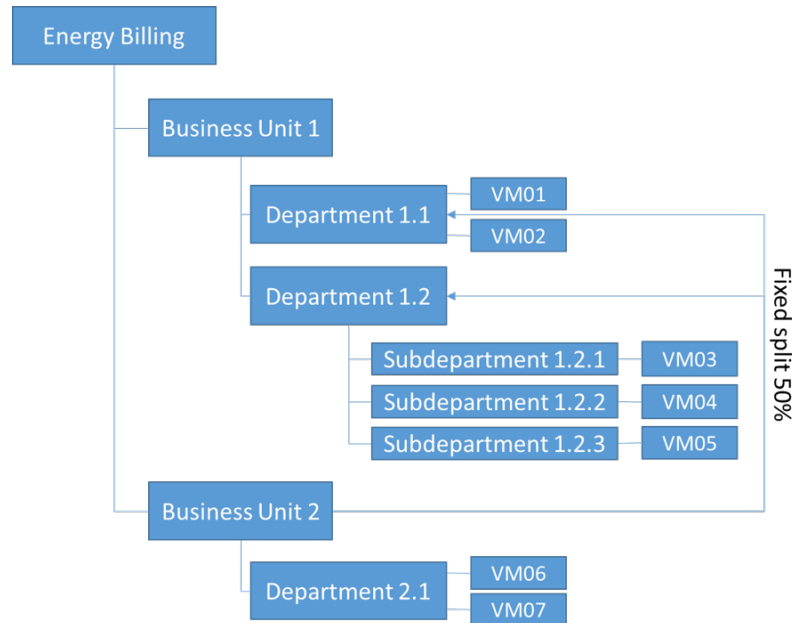 Energy Billing
Business Unit 1
Department 1.1
VM01
VM02
Department 1.2
Subdepartment 1.2.1
VM03
Subdepartment 1.2.2
VM04
Subdepartment 1.2.3
VM05
Fixed split 50%
Business Unit 2
Department 2.1
VM06
VM07